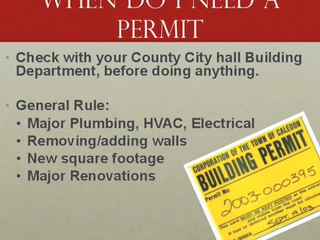 WHEN DO I NEED A
PERMIT
• Check with your County City hall Building
Department, before doing anything.
• General Rule:
• Major Plumbing, HVAC, Electrical
• Removing/adding walls
• New square footage
• Major Renovations
CORPORATION OF THE TOWN OF CALEDON
BUILDING PERMIT
Permit No:
2003-000395